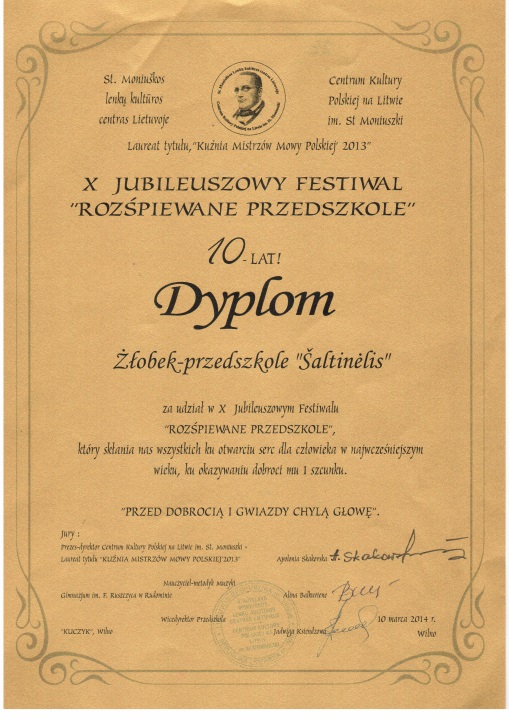 St. Moniuškos
lenkų kultūros
centras Lietuvoje
Centrum Kultury
Polskiej na Litwie
im. St Moniuszki
Laureat tytułu,"Kuźnia Mistrzów Mowy Polskiej' 2013"
X JUBILEUSZOWY FESTIWAL
"ROZŚPIEWANE PRZEDSZKOLE"
10- LAT!
Dyplom
Żłobek-przedszkole "Šaltinėlis"
za udział w X Jubileuszowym Festiwalu
"ROZŚPIEWANE PRZEDSZKOLE",
który skłania nas wszystkich ku otwarciu serc dla człowieka w najwcześniejszym
wieku, ku okazywaniu dobroci mu i szcunku.
"PRZED DOBROCIĄ I GWIAZDY CHYLĄ GŁOWĘ".
Jury :
Prezes-dyrektor Centrum Kultury Polskiej na Litwie im. St. Moniuszki -
Laureat tytułu "KUŹNIA MISTRZÓW MOWY POLSKIEJ'2013"
Apolonia Skakowska
Nauczyciel-metodyk Muzyki
Gimnazjum im. F. Ruszczyca w Rudominie
Alina Balkuviene
Wicedirektor Przedszkola
"KUCZYK", Wilno
Jadwiga
10 marca 2014 r.
Wilno